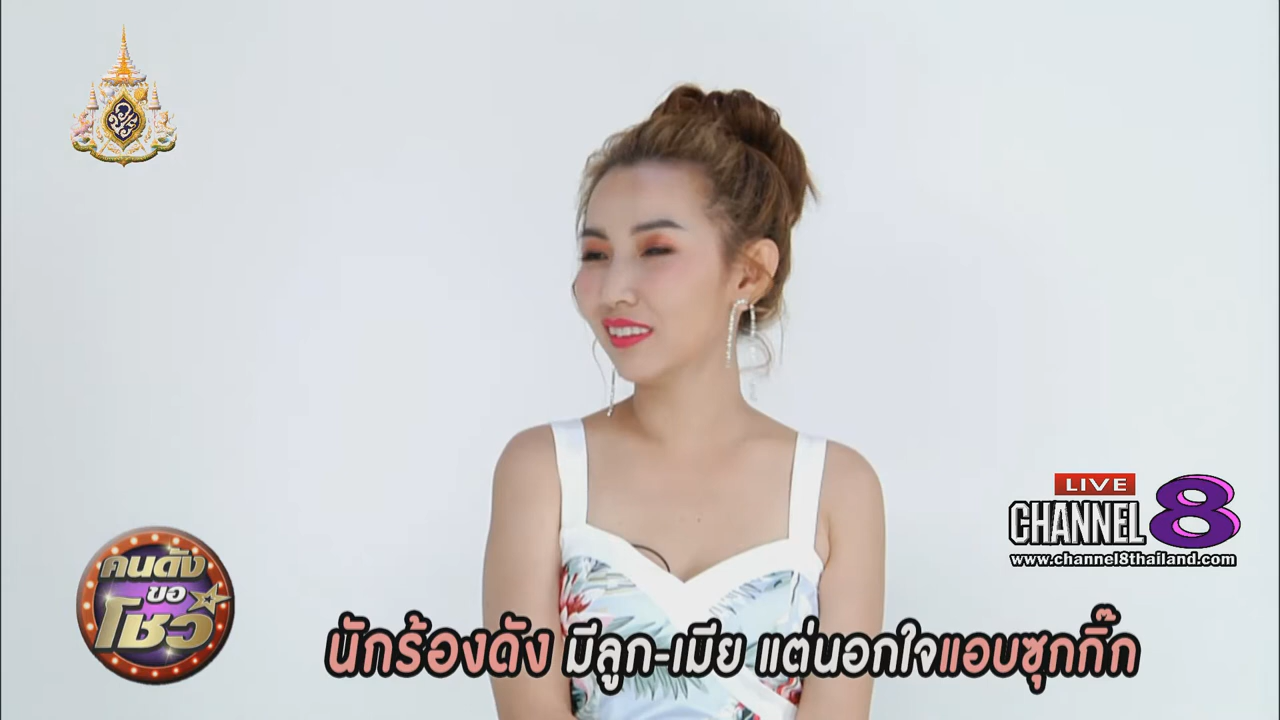 LIVE
CHANNEL 8
www.channel8thailand.com
คนดัง
ขอ
โชว์
นักร้องดัง มีลูก-เมีย แต่นอกใจแอบซุกกิ๊ก